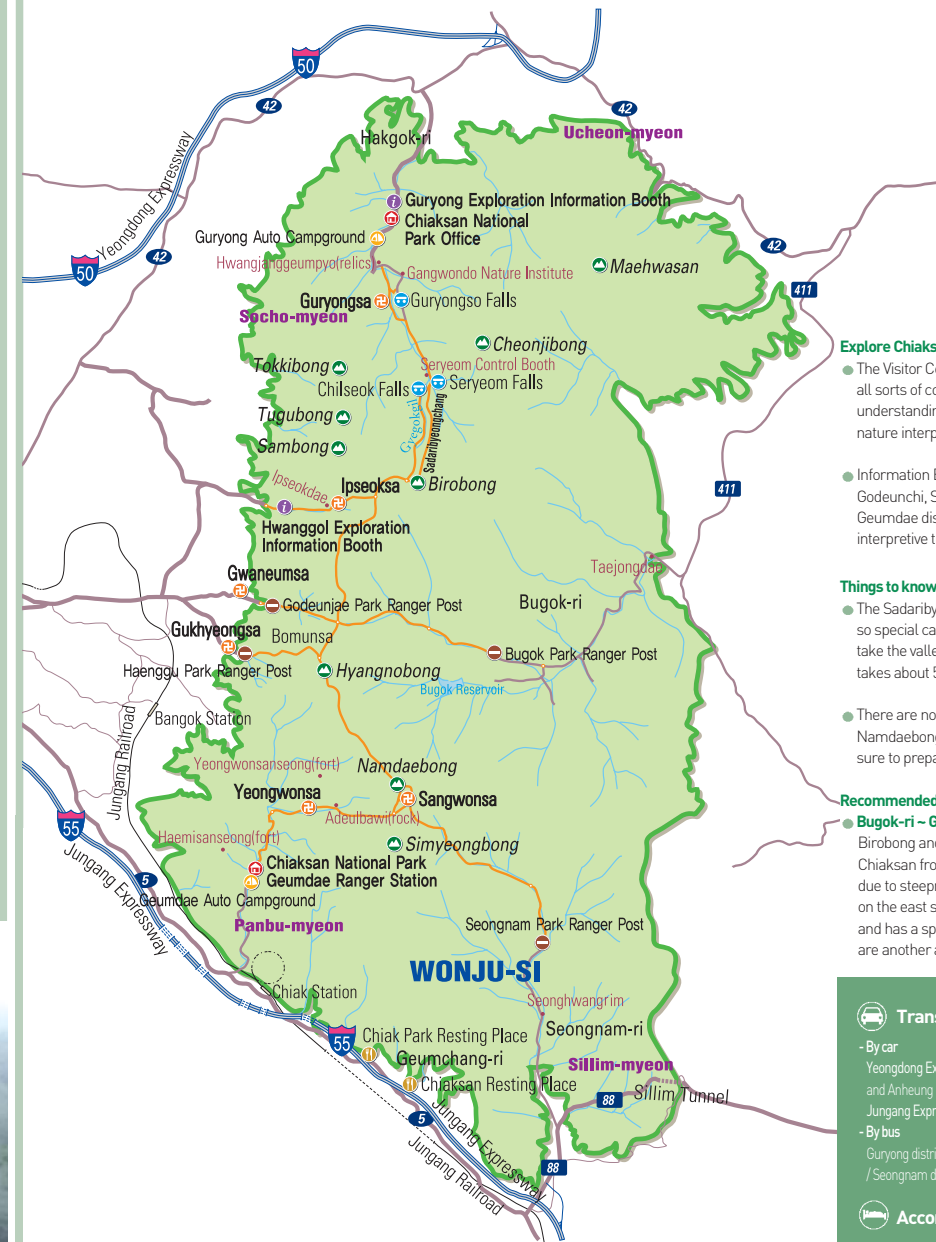 50
42
42
Ucheon-myeon
Hakgok-ri
Yeongdong Expressway
Guryong Exploration Information Booth
Chiaksan National
Park Office
Guryong Auto Campground
42
42
Hwangjanggeumpyo(relics)
Gangwondo Nature Institute
Maehwasan
50
411
Guryongsa
Guryongso Falls
Socho-myeon
Cheonjibong
Tokkibong
Seryeom Control Booth
Chilseok Falls
Seryeom Falls
Tugubong
Gyegokgil
Sadaribyeongchang
Sambong
Ipseokdae
Ipseoksa
Birobong
411
Hwanggol Exploration
Information Booth
Gwaneumsa
Taejongdae
Godeunjae Park Ranger Post
Bugok-ri
Gukhyeongsa
Bomunsa
Bugok Park Ranger Post
Haenggu Park Ranger Post
Hyangnobong
Bugok Reservoir
Jungang Railroad
Bangok Station
Yeongwonsanseong(fort)
Namdaebong
Yeongwonsa
Sangwonsa
Adeulbawi(rock)
55
Haemisanseong(fort)
Simyeongbong
Jungang Expressway
5
Chiaksan National Park
Geumdae Ranger Station
Geumdae Auto Campground
Panbu-myeon
Seongnam Park Ranger Post
WONJU-SI
Chiak Station
Seonghwangrim
55
Chiak Park Resting Place
Seongnam-ri
Geumchang-ri
Sillim-myeon
Chiaksan Resting Place
Sillim Tunnel
88
5
Jungang Expressway
Jungang Railroad
88
Explore Chiaks
The Visitor Ce
all sorts of co
understandin
nature interp
Information E
Godeunchi, S
Geumdae dis
interpretive t
Things to know
The Sadariby
so special ca
take the valle
takes about 5
There are no
Namdaebong
sure to prepa
Recommended
Bugok-ri ~ G
Birobong and
Chiaksan fro
due to steepn
on the east s
and has a sp
are another a
Trans
- By car
Yeongdong Ex
and Anheung
Jungang Expr
- By bus
Guryong distri
/ Seongnam d
Accor